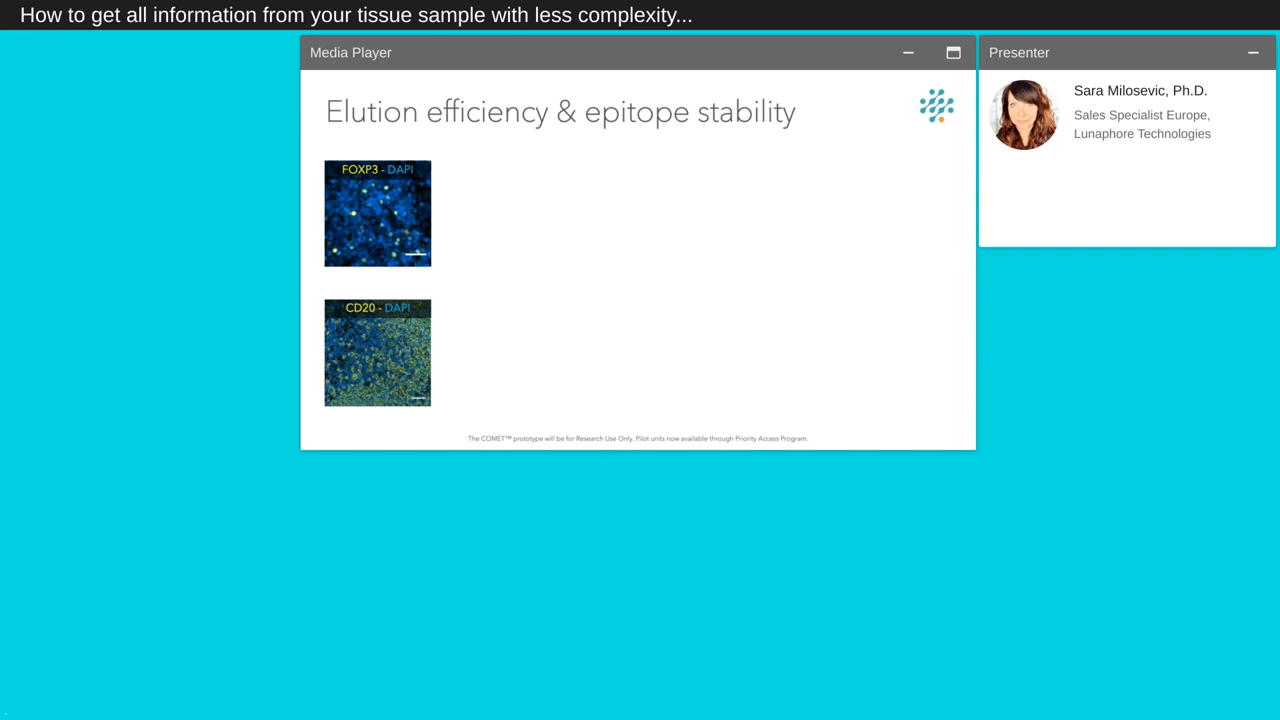 How to get all information from your tissue sample with less complexity...
Media Player
Presenter
Elution efficiency & epitope stability
Sara Milosevic, Ph.D.
Sales Specialist Europe,
Lunaphore Technologies
FOXP3 - DAPI
CD20 - DAPI
The COMET™ prototype will be for Research Use Only. Pilot units now available through Priority Access Program.